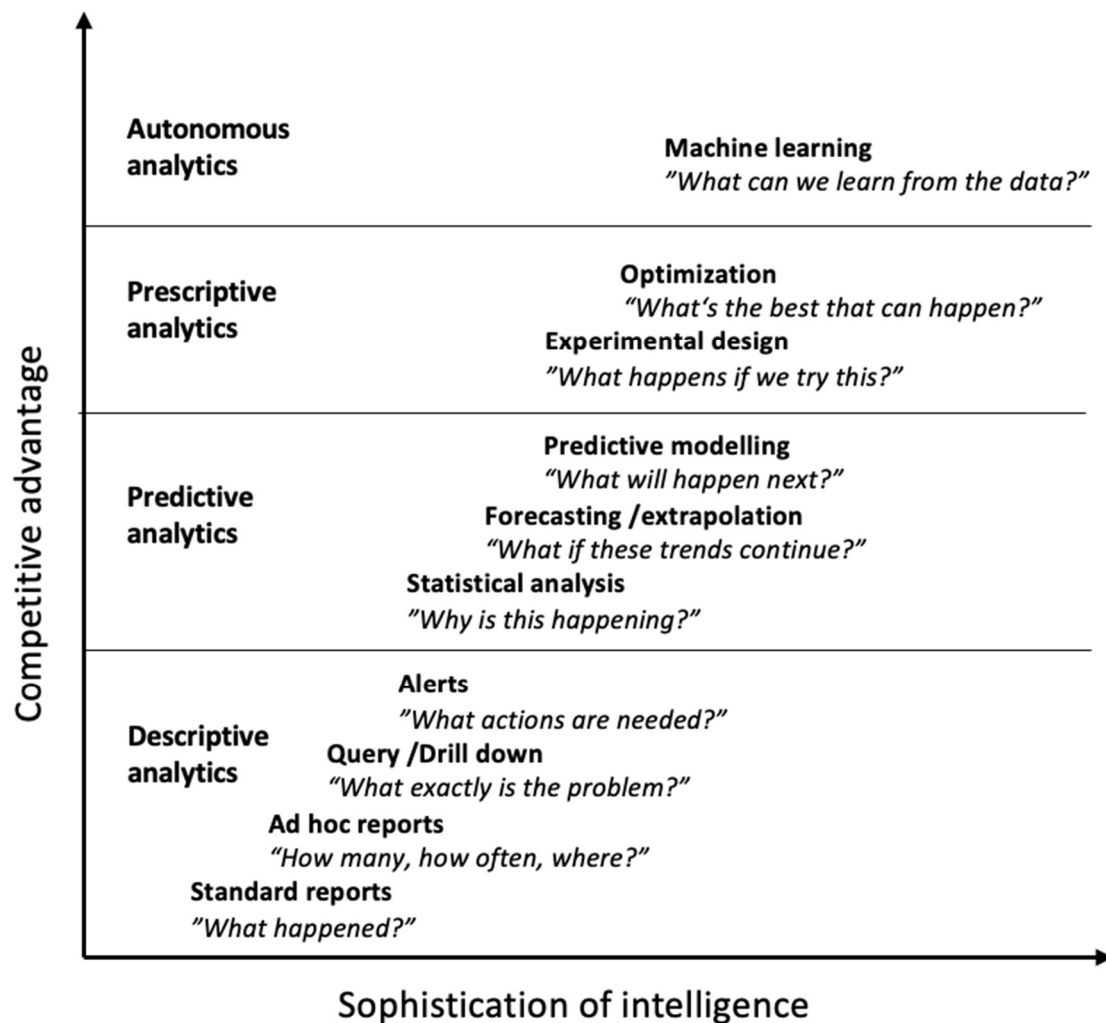 Autonomous
analytics
Machine learning
”What can we learn from the data?”
Prescriptive
analytics
Optimization
“What‘s the best that can happen?”
Experimental design
”What happens if we try this?”
Predictive
analytics
Predictive modelling
“What will happen next?”
Forecasting /extrapolation
“What if these trends continue?”
Statistical analysis
”Why is this happening?”
Descriptive
analytics
Alerts
”What actions are needed?”
Query /Drill down
“What exactly is the problem?”
Ad hoc reports
“How many, how often, where?”
Standard reports
”What happened?”
Competitive advantage
Sophistication of intelligence